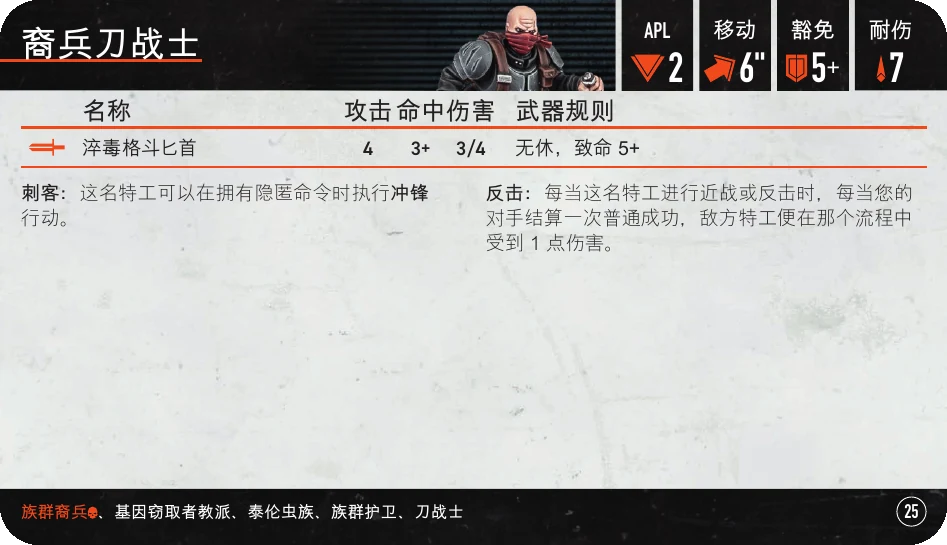 裔兵刀战士
APL 移动 豁免 耐伤
2 6" 5+ 7
名称 攻击 命中 伤害 武器规则
淬毒格斗匕首 4 3+ 3/4 无休，致命 5+
刺客：这名特工可以在拥有隐匿命令时执行冲锋
行动。
反击：每当这名特工进行近战或反击时，每当您的
对手结算一次普通成功，敌方特工便在那个流程中
受到 1 点伤害。
族群裔兵、基因窃取者教派、泰伦虫族、族群护卫、刀战士
25